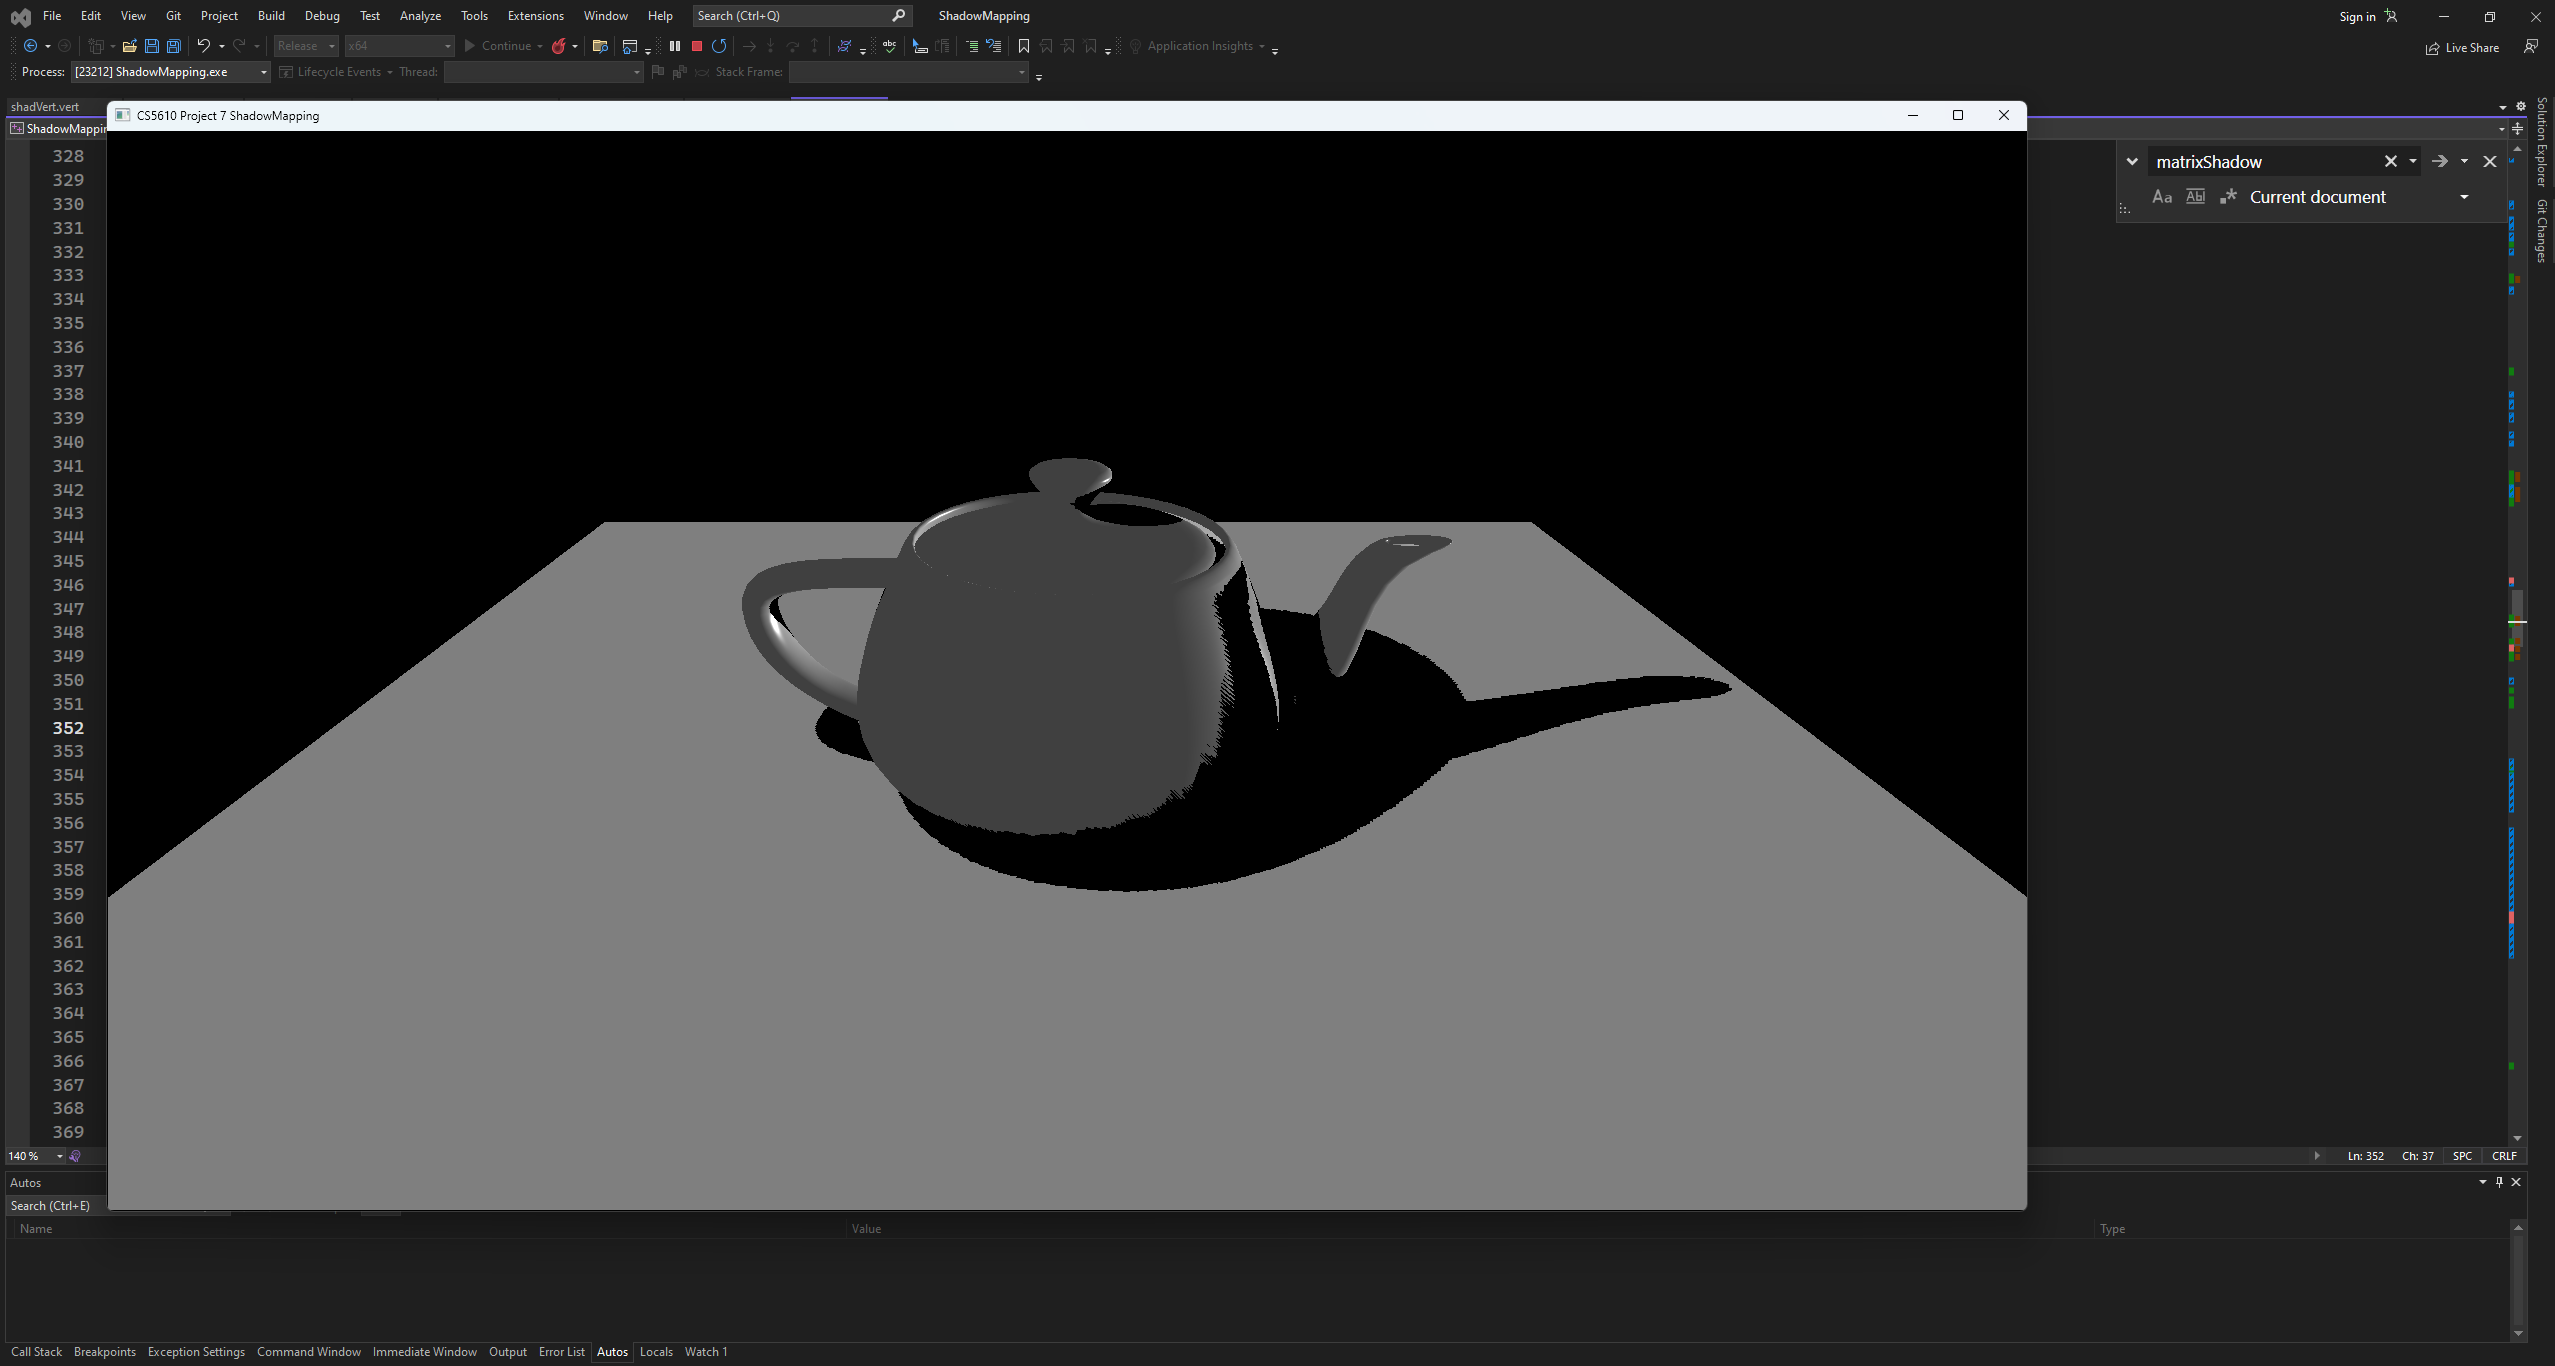 File Edit View Git Project Build Debug Test Analyze Tools Extensions Window Help Search (Ctrl+Q) ShadowMapping Sign in
Release x64 Continue Application Insights Live Share
Process: [23212] ShadowMapping.exe Lifecycle Events Thread: Stack Frame:
shadVert.vert
CS5610 Project 7 ShadowMapping
ShadowMappin
Solution Explorer
Git Changes
matrixShadow
Aa Current document
328
329
330
331
332
333
334
335
336
337
338
339
340
341
342
343
344
345
346
347
348
349
350
351
352
353
354
355
356
357
358
359
360
361
362
363
364
365
366
367
368
369
140 % Ln: 352 Ch: 37 SPC CRLF
Autos
Search (Ctrl+E)
Name Value Type
Call Stack Breakpoints Exception Settings Command Window Immediate Window Output Error List Autos Locals Watch 1